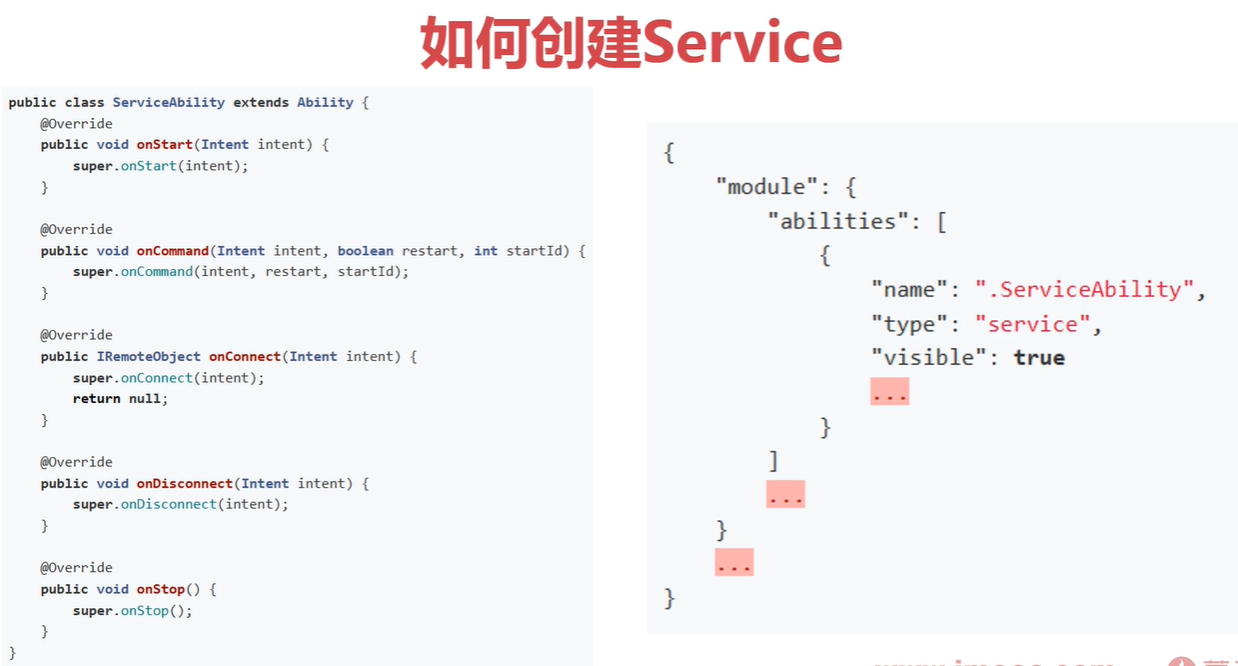 如何创建Service
public class ServiceAbility extends Ability {
    @Override
    public void onStart(Intent intent) {
        super.onStart(intent);
    }

    @Override
    public void onCommand(Intent intent, boolean restart, int startId) {
        super.onCommand(intent, restart, startId);
    }

    @Override
    public IRemoteObject onConnect(Intent intent) {
        super.onConnect(intent);
        return null;
    }

    @Override
    public void onDisconnect(Intent intent) {
        super.onDisconnect(intent);
    }

    @Override
    public void onStop() {
        super.onStop();
    }
}
{
    "module": {
        "abilities": [
            {
                "name": ".ServiceAbility",
                "type": "service",
                "visible": true
                ...
            }
        ]
        ...
    }
    ...
}